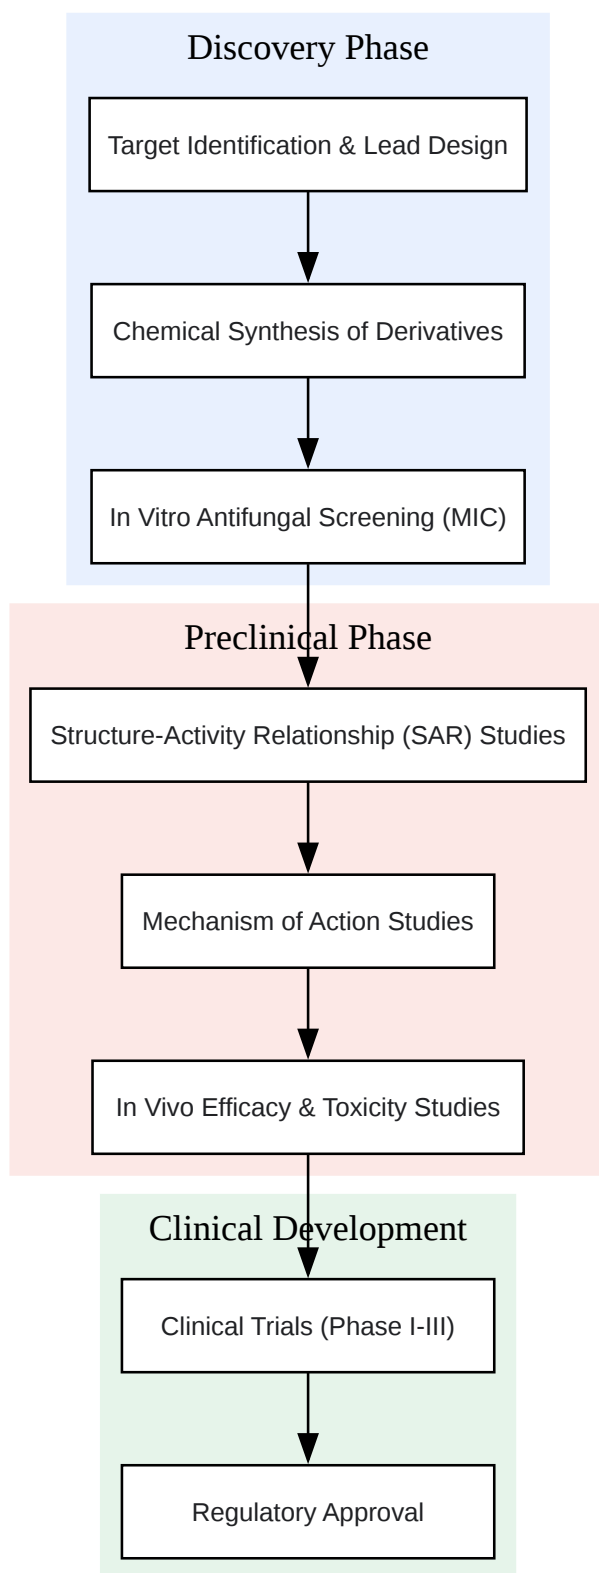 Discovery Phase
Target Identification & Lead Design
Chemical Synthesis of Derivatives
In Vitro Antifungal Screening (MIC)
Preclinical Phase
Structure-Activity Relationship (SAR) Studies
Mechanism of Action Studies
In Vivo Efficacy & Toxicity Studies
Clinical Development
Clinical Trials (Phase I-III)
Regulatory Approval